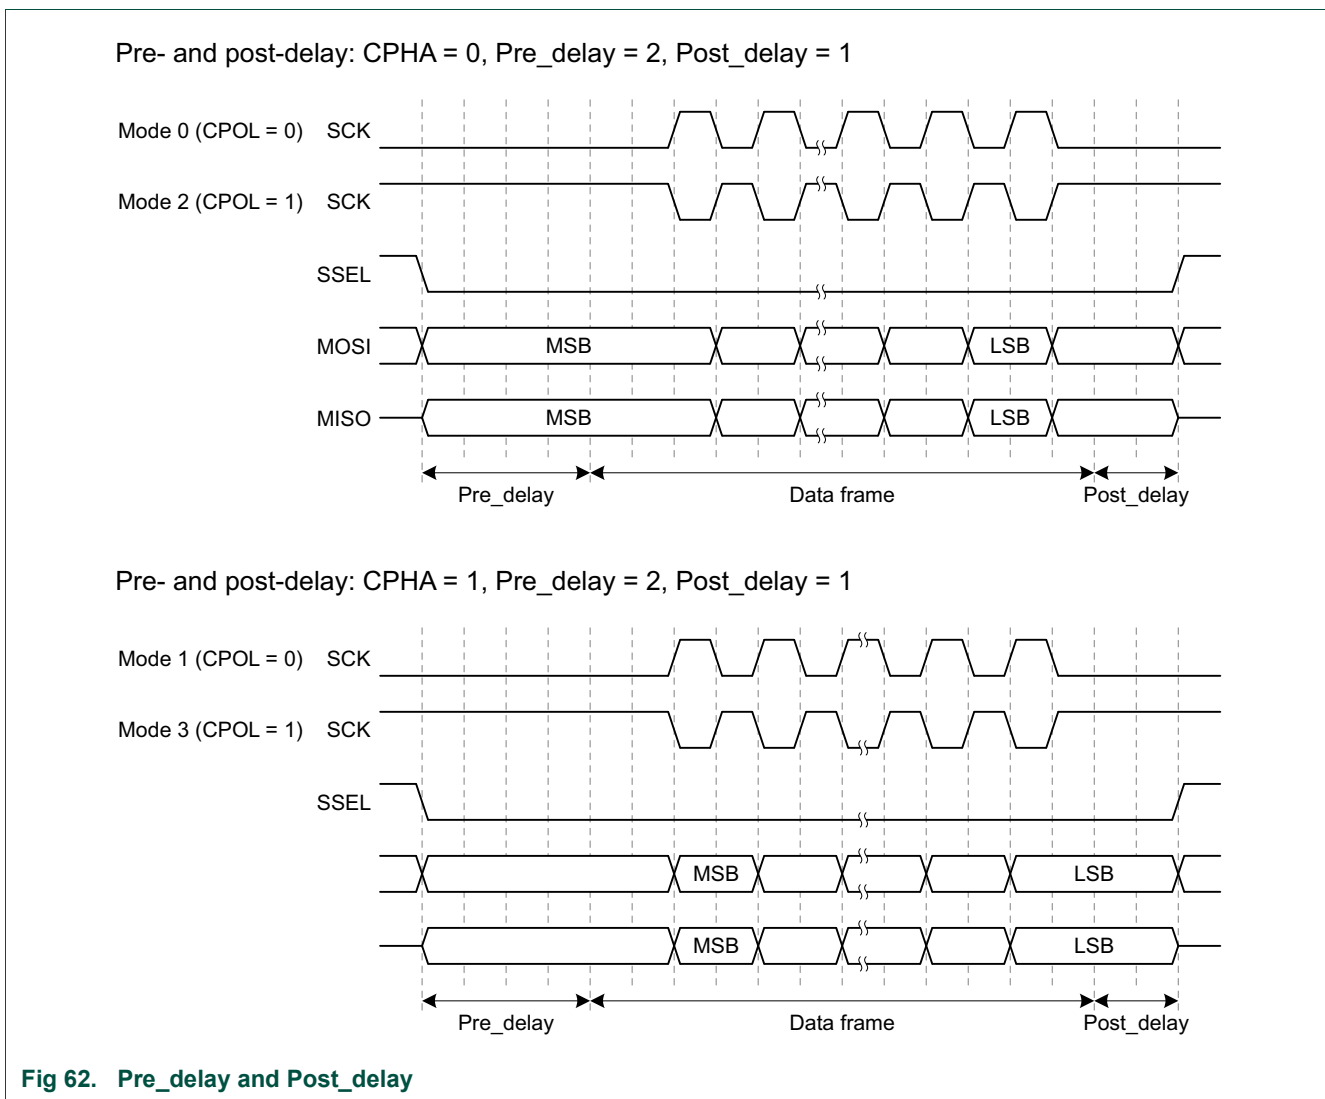 Pre- and post-delay: CPHA = 0, Pre_delay = 2, Post_delay = 1
Mode 0 (CPOL = 0) SCK
Mode 2 (CPOL = 1) SCK
SSEL
MOSI MSB LSB
MISO MSB LSB
Pre_delay Data frame Post_delay
Pre- and post-delay: CPHA = 1, Pre_delay = 2, Post_delay = 1
Mode 1 (CPOL = 0) SCK
Mode 3 (CPOL = 1) SCK
SSEL
MSB LSB
MSB LSB
Pre_delay Data frame Post_delay
Fig 62. Pre_delay and Post_delay